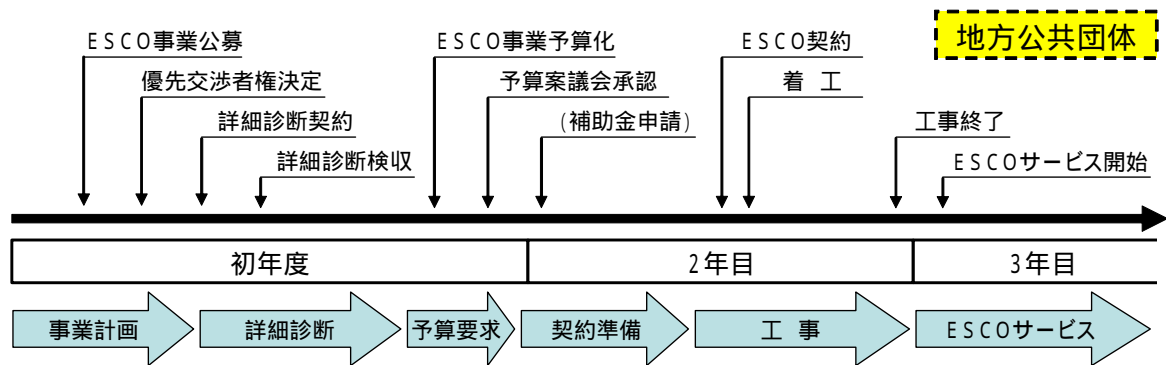 ESCO事業公募
ESCO事業予算化
ESCO契約
地方公共団体
優先交渉者権決定
予算案議会承認
着 工
詳細診断契約
(補助金申請)
工事終了
詳細診断検収
ESCOサービス開始
初年度
2年目
3年目
事業計画
詳細診断
予算要求
契約準備
工 事
ESCOサービス